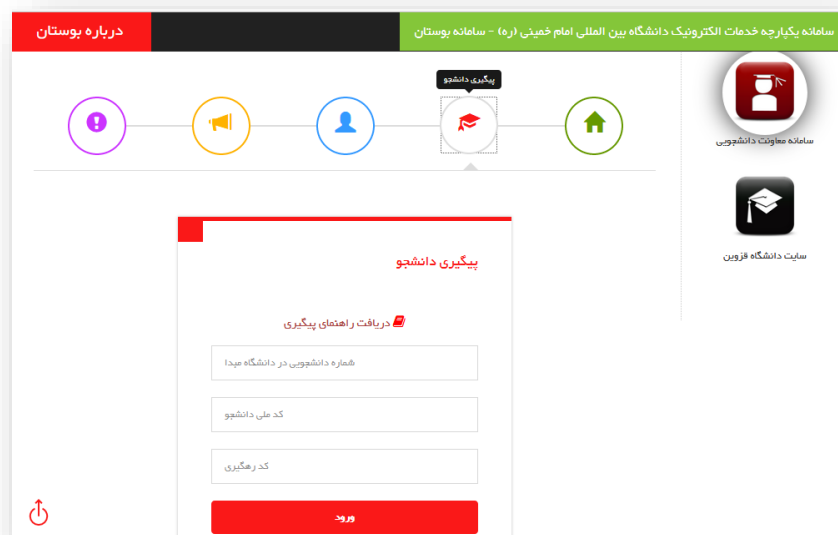 سامانه یکپارچه خدمات الکترونیک دانشگاه بین المللی امام خمینی (ره) - سامانه بوستان
درباره بوستان
سامانه معاونت دانشجویی
سایت دانشگاه قزوین
پیگیری دانشجو
پیگیری دانشجو
دریافت راهنمای پیگیری
شماره دانشجویی در دانشگاه مبدا
کد ملی دانشجو
کد رهگیری
ورود